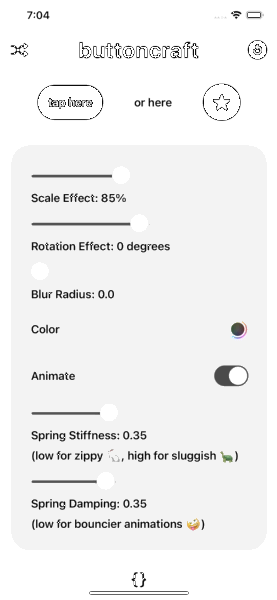 7:04
buttoncraft
tap here
or here
Scale Effect: 85%
Rotation Effect: 0 degrees
Blur Radius: 0.0
Color
Animate
Spring Stiffness: 0.35
(low for zippy 🐇, high for sluggish 🐢)
Spring Damping: 0.35
(low for bouncier animations 🤪)
{}